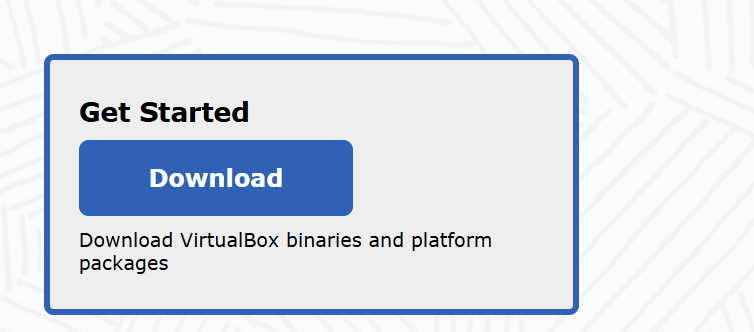 Get Started
Download
Download VirtualBox binaries and platform
packages